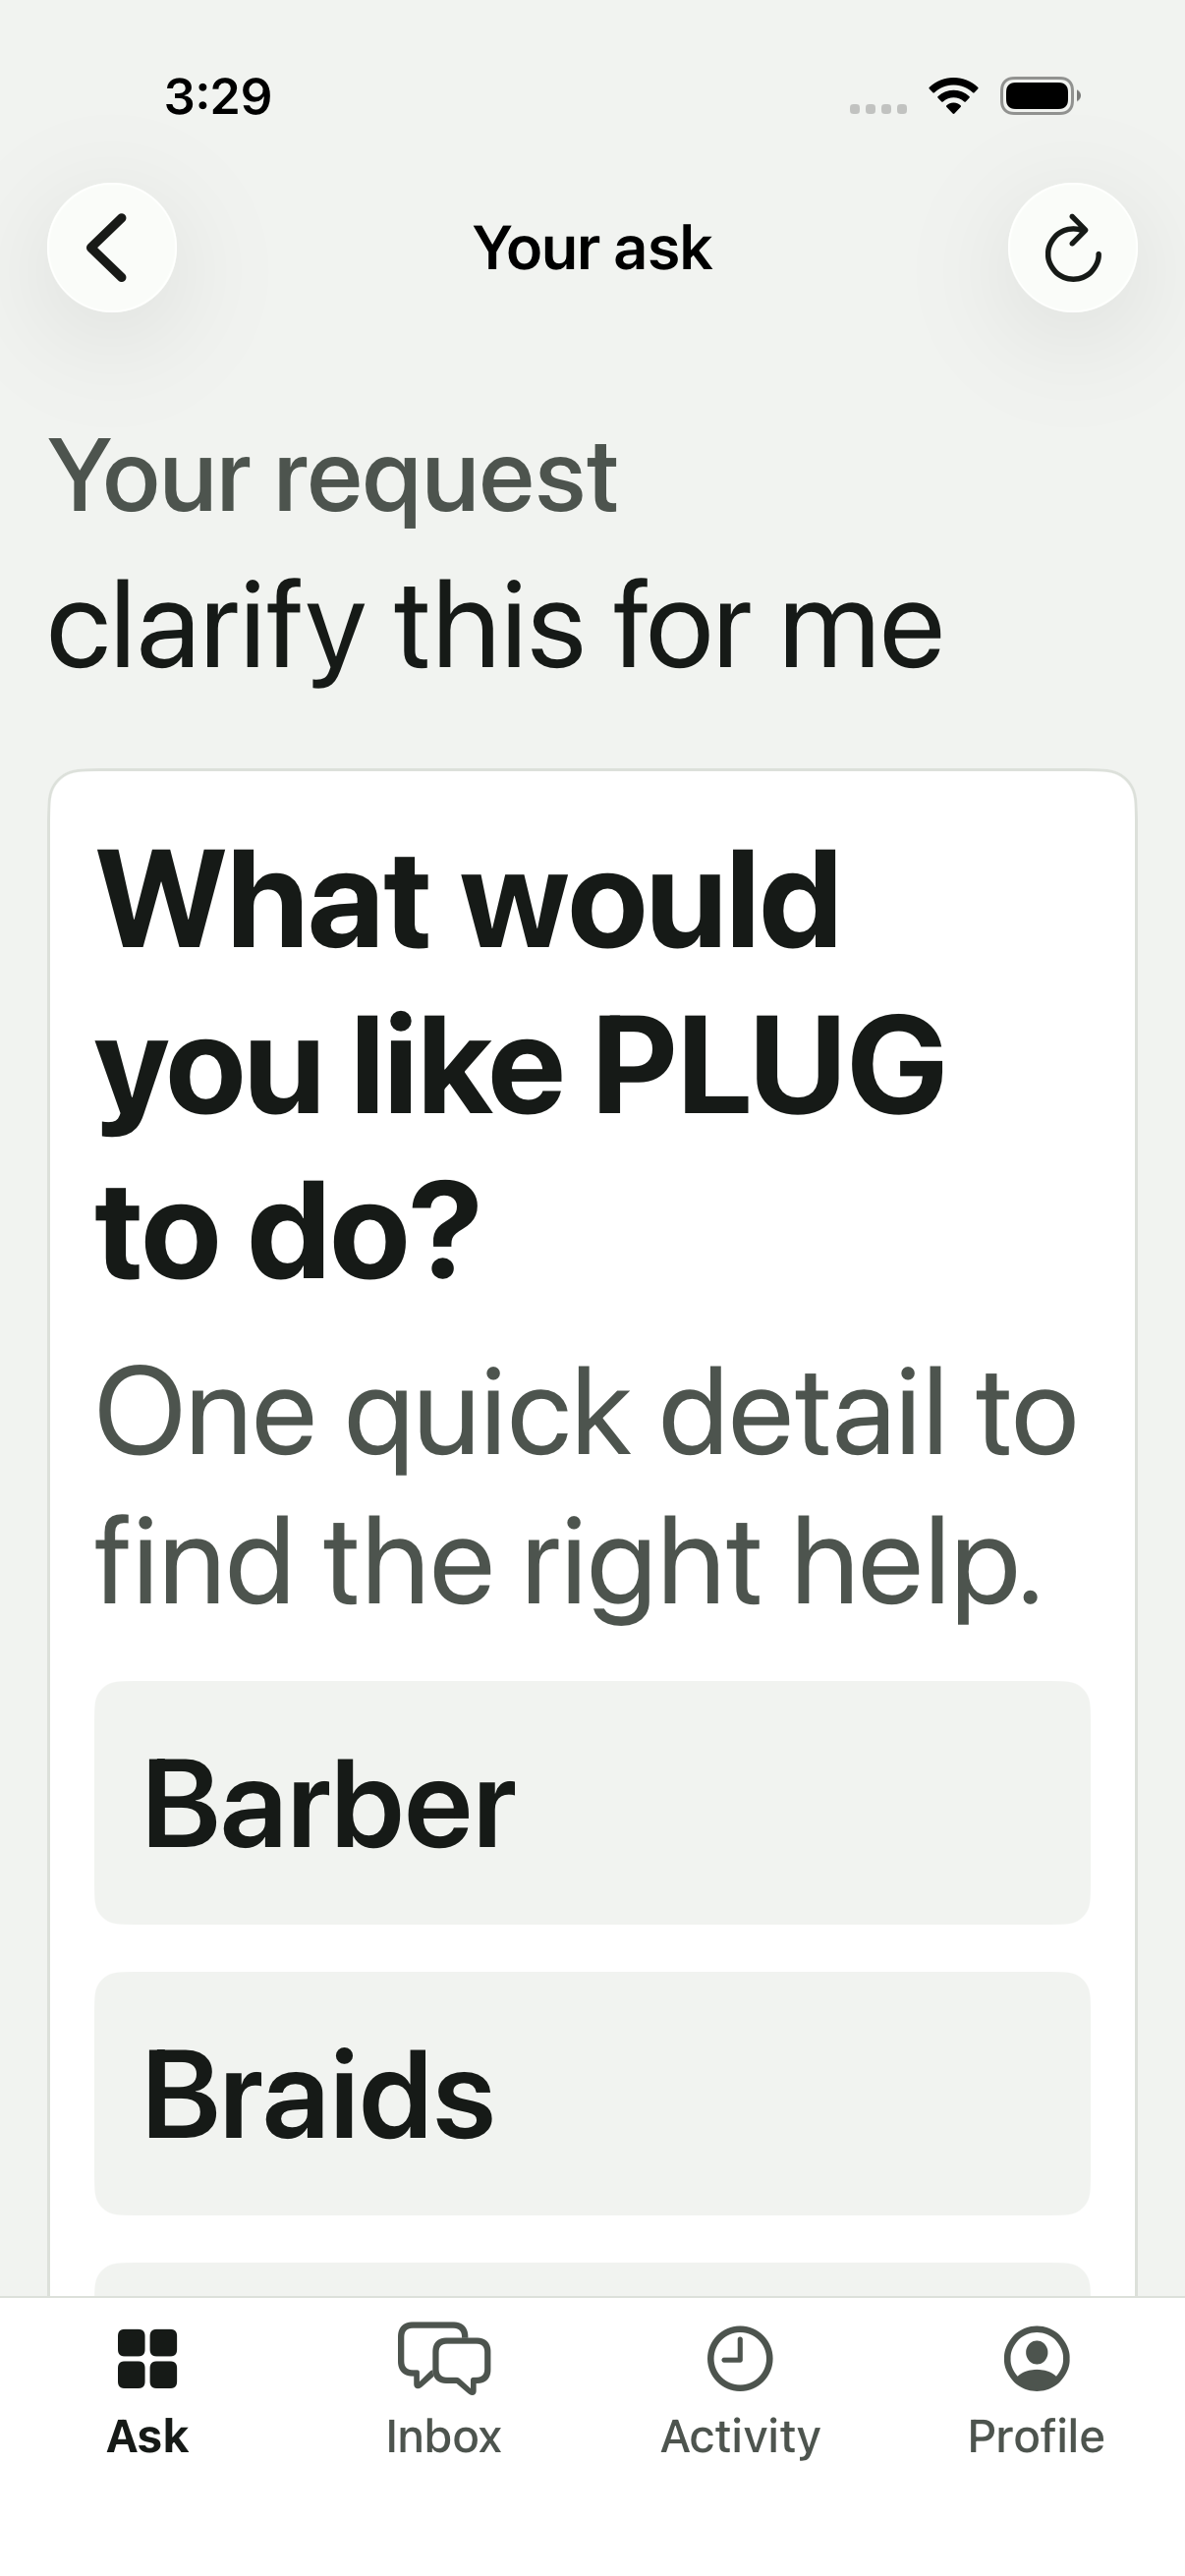 3:29
Your ask
Your request
clarify this for me
What would
you like PLUG
to do?
One quick detail to
find the right help.
Barber
Braids
Ask
Inbox
Activity
Profile